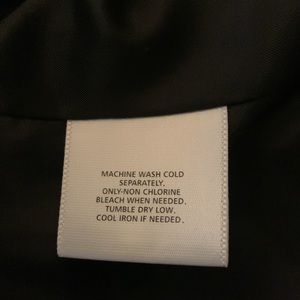 MACHINE WASH COLD
SEPARATELY.
ONLY-NON CHLORINE
BLEACH WHEN NEEDED.
TUMBLE DRY LOW.
COOL IRON IF NEEDED.